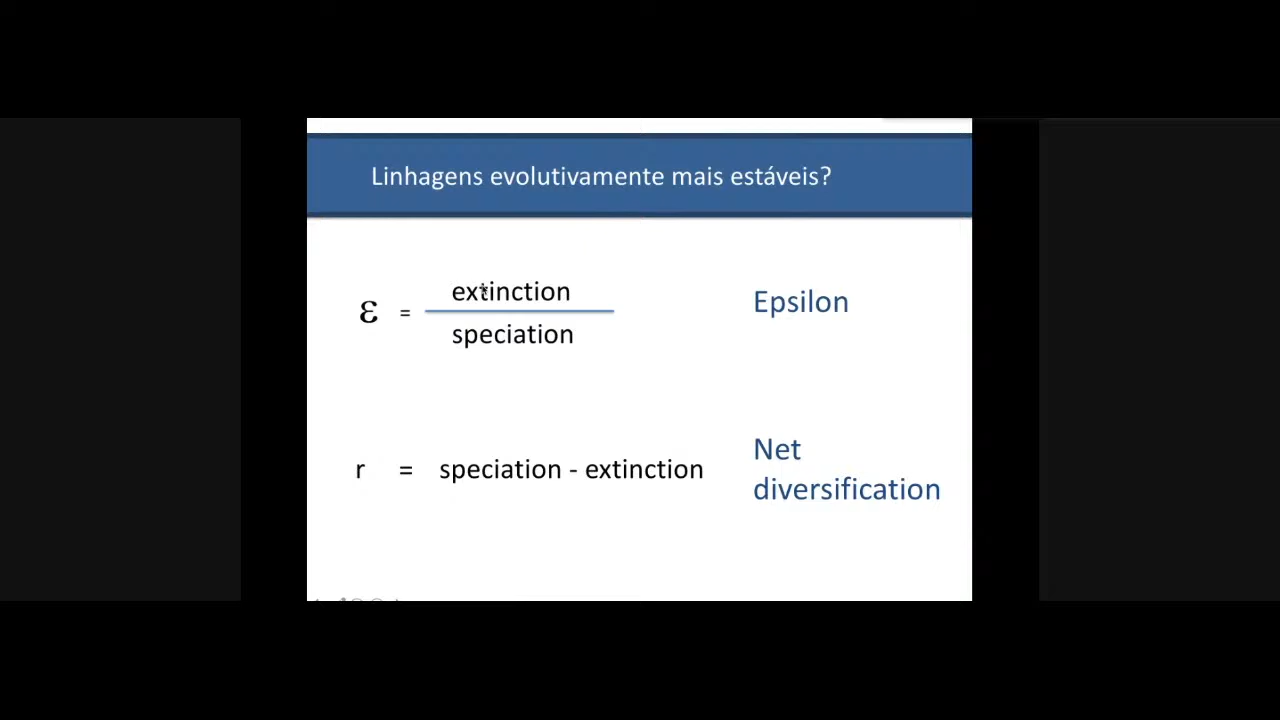 Linhagens evolutivamente mais estáveis?
ε = extinction
speciation
Epsilon
r = speciation - extinction
Net
diversification